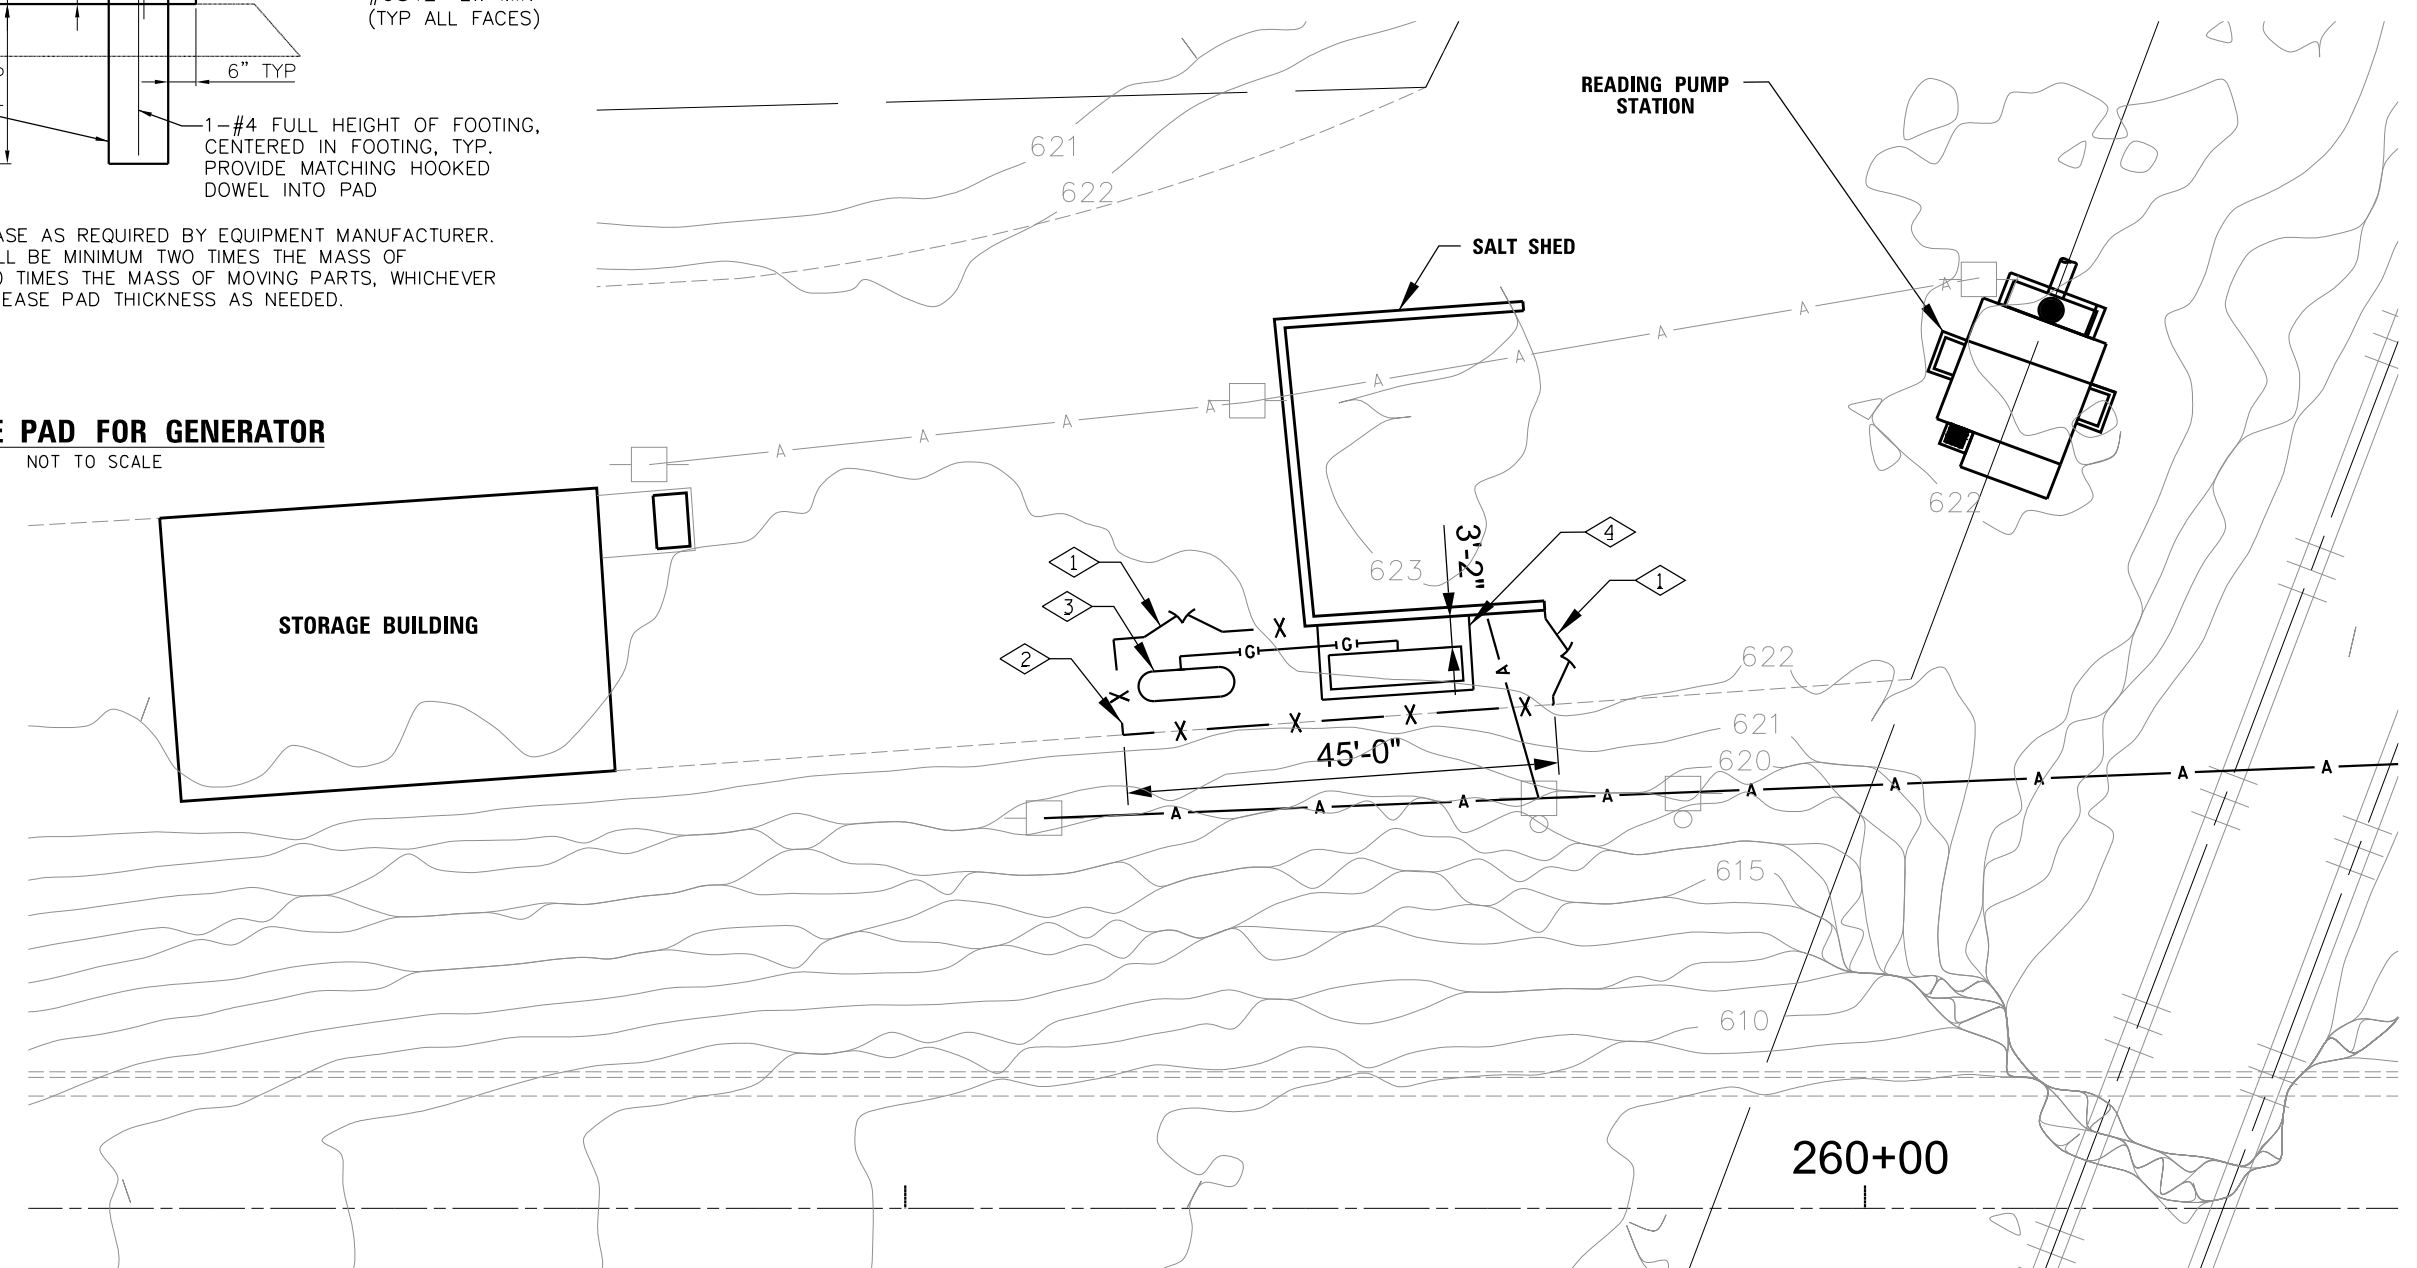 (TYP ALL FACES)
6" TYP
1-#4 FULL HEIGHT OF FOOTING,
CENTERED IN FOOTING, TYP.
PROVIDE MATCHING HOOKED
DOWEL INTO PAD
AS REQUIRED BY EQUIPMENT MANUFACTURER.
BE MINIMUM TWO TIMES THE MASS OF
TIMES THE MASS OF MOVING PARTS, WHICHEVER
PAD THICKNESS AS NEEDED.
PAD FOR GENERATOR
NOT TO SCALE
621
622
READING PUMP
STATION
SALT SHED
A
A
A
A
A
A
A
A
A
STORAGE BUILDING
622
623
3'-2"
1
3
2
4
1
X
G
G
X
A
X
X
X
X
45'-0"
622
621
620
A
A
A
A
A
A
A
A
A
615
610
260+00